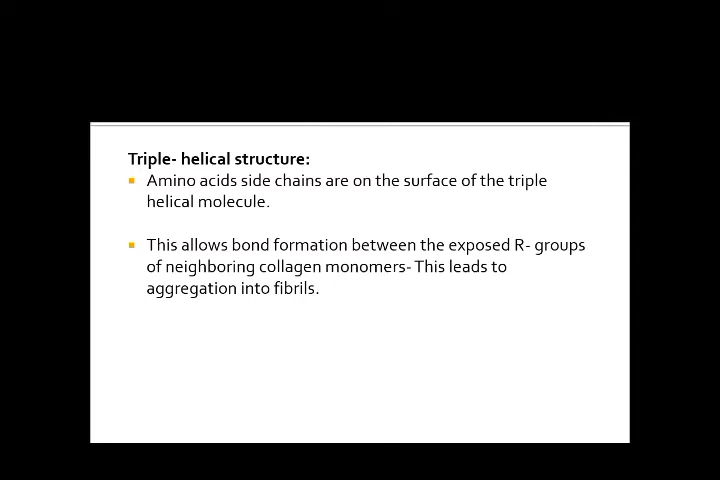 Triple- helical structure:
Amino acids side chains are on the surface of the triple
helical molecule.
This allows bond formation between the exposed R- groups
of neighboring collagen monomers- This leads to
aggregation into fibrils.